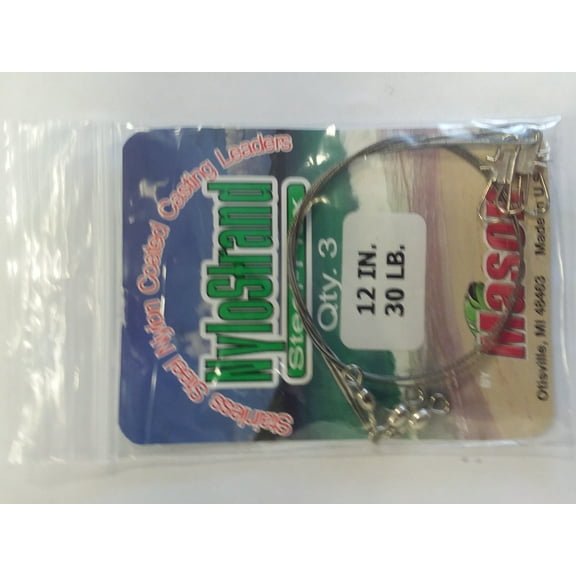 Stainless Steel Nylon Coated Casting Leaders
NyloStrand
Qty. 3
12 IN.
30 LB.
BY
Mason
Otisville, MI 48463 Made in U